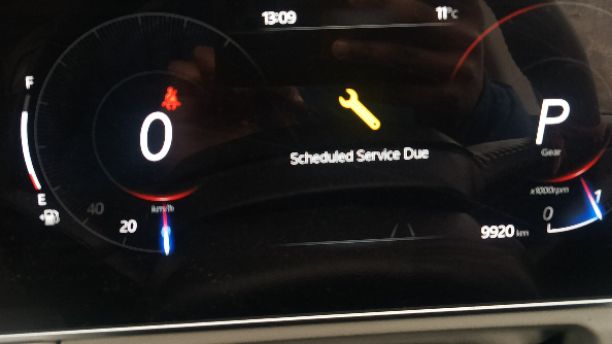 13:09
11°C
F
0
Scheduled Service Due
P
Gear
E
x1000rpm
40
20
km/h
0
1
9920 km